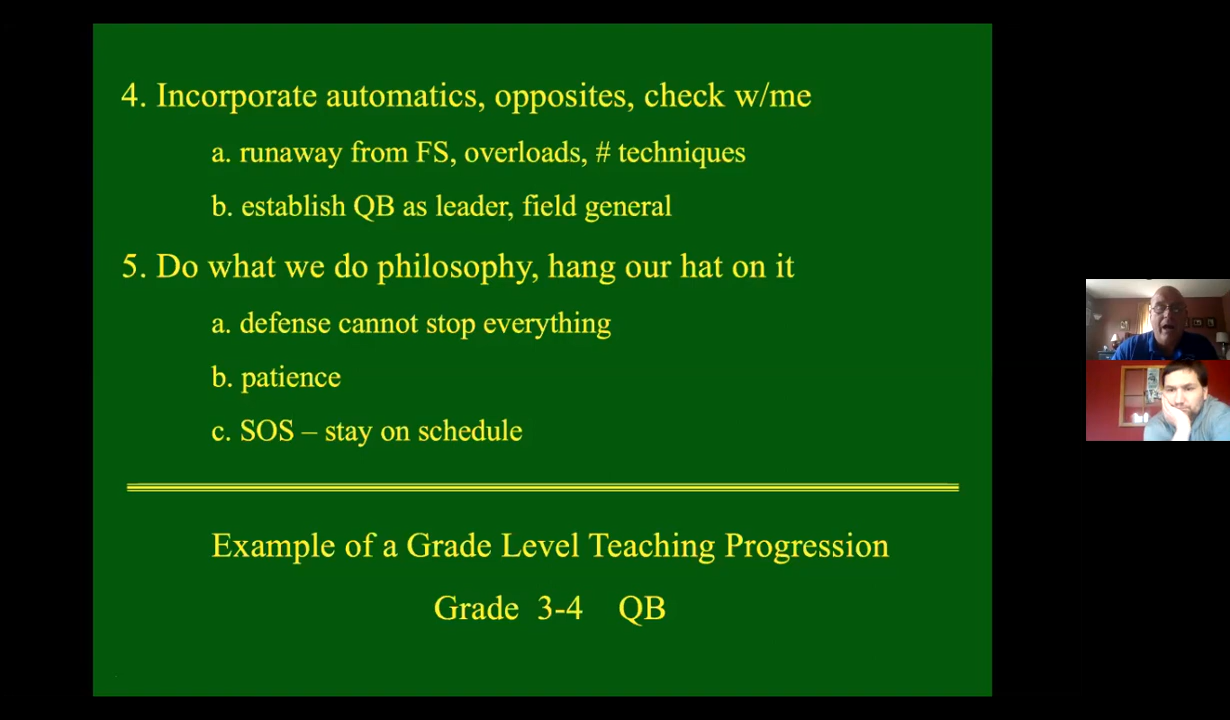 4. Incorporate automatics, opposites, check w/me
a. runaway from FS, overloads, # techniques
b. establish QB as leader, field general
5. Do what we do philosophy, hang our hat on it
a. defense cannot stop everything
b. patience
c. SOS – stay on schedule
Example of a Grade Level Teaching Progression
Grade 3-4 QB